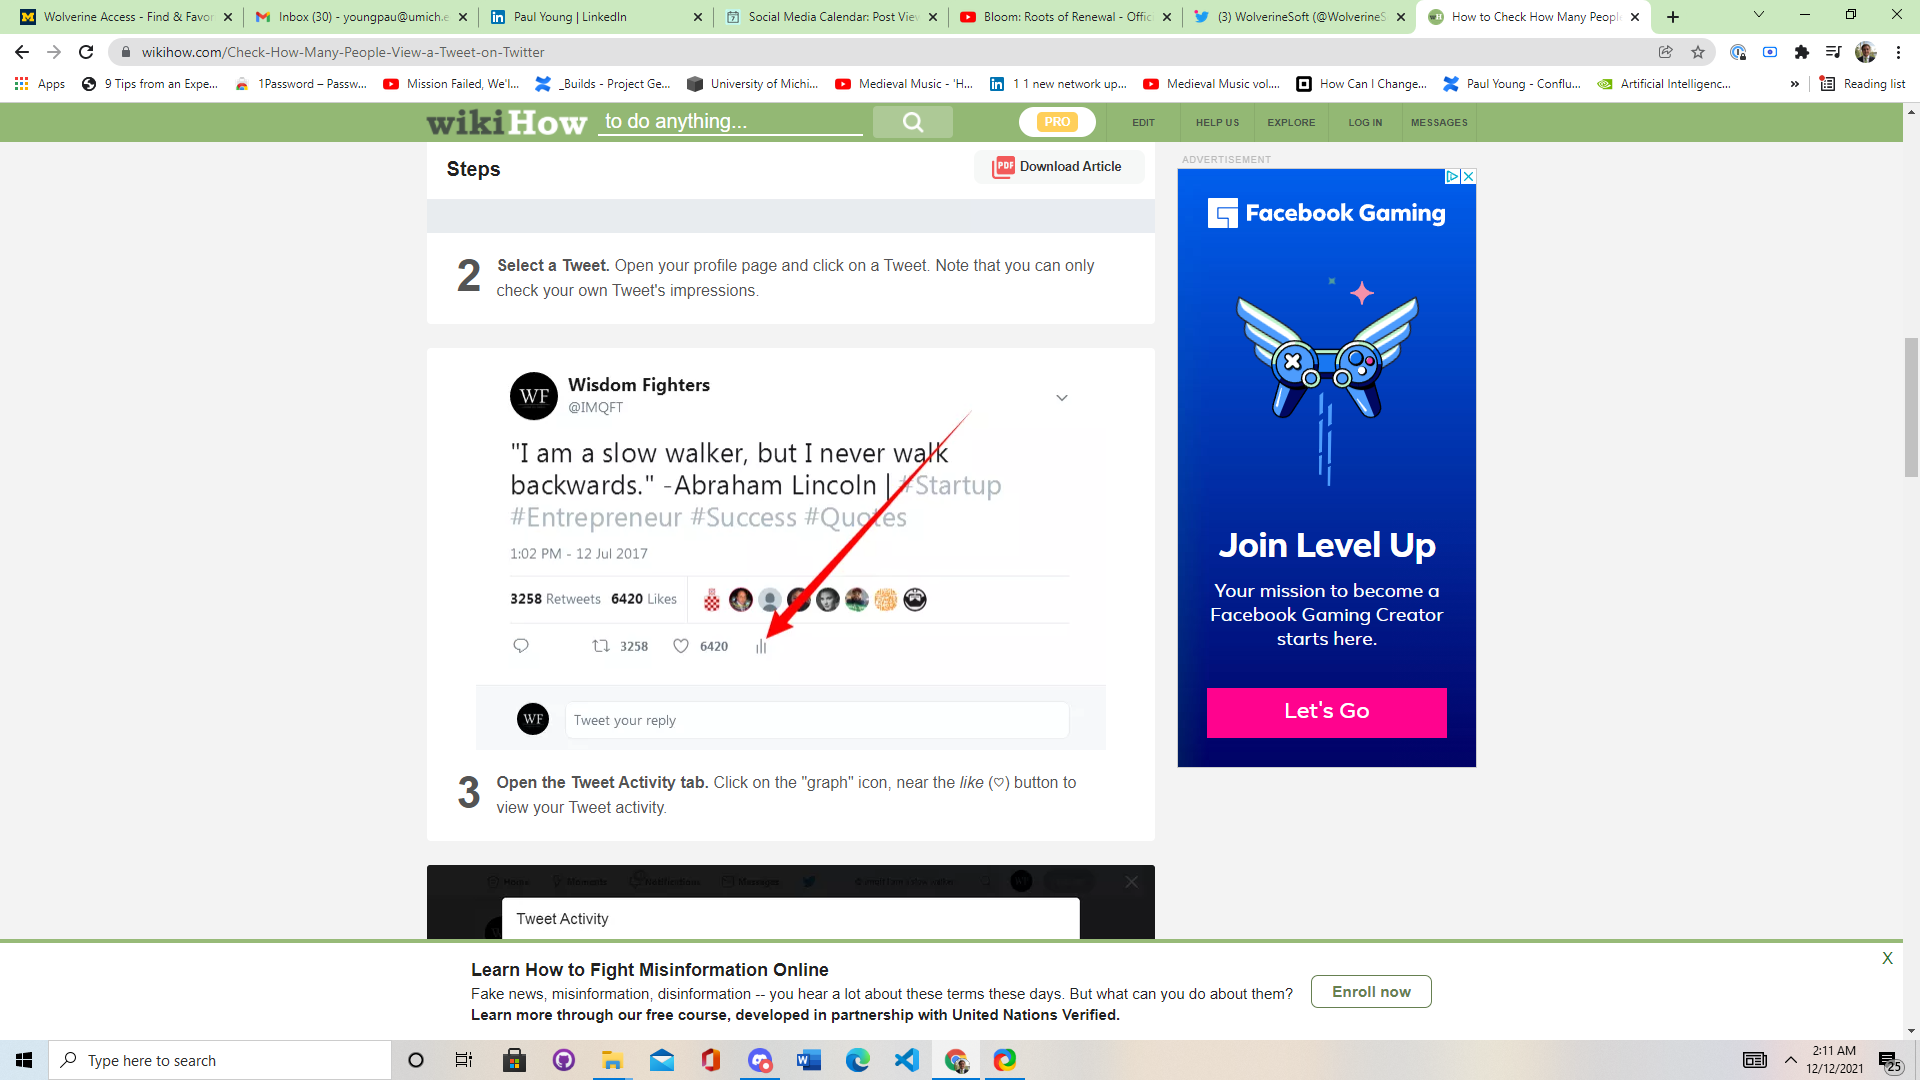 Wolverine Access - Find & Favor
Inbox (30) - youngpau@umich.e
Paul Young | LinkedIn
Social Media Calendar: Post View
Bloom: Roots of Renewal - Offic
(3) WolverineSoft (@WolverineS
How to Check How Many People
wikihow.com/Check-How-Many-People-View-a-Tweet-on-Twitter
Apps
9 Tips from an Expe...
1Password – Passw...
Mission Failed, We'l...
_Builds - Project Ge...
University of Michi...
Medieval Music - 'H...
1 1 new network up...
Medieval Music vol....
How Can I Change...
Paul Young - Conflu...
Artificial Intelligenc...
»
Reading list
wikiHow to do anything...
PRO
EDIT
HELP US
EXPLORE
LOG IN
MESSAGES
Steps
PDF Download Article
ADVERTISEMENT
2 Select a Tweet. Open your profile page and click on a Tweet. Note that you can only
check your own Tweet's impressions.
WF
Wisdom Fighters
@IMQFT
"I am a slow walker, but I never walk
backwards." -Abraham Lincoln | #Startup
#Entrepreneur #Success #Quotes
1:02 PM - 12 Jul 2017
3258 Retweets 6420 Likes
3258 6420
WF
Tweet your reply
3 Open the Tweet Activity tab. Click on the "graph" icon, near the like (♡) button to
view your Tweet activity.
Home Moments Notifications Messages
Tweet Activity
Facebook Gaming
Join Level Up
Your mission to become a
Facebook Gaming Creator
starts here.
Let's Go
Learn How to Fight Misinformation Online
Fake news, misinformation, disinformation -- you hear a lot about these terms these days. But what can you do about them?
Learn more through our free course, developed in partnership with United Nations Verified.
Enroll now
X
Type here to search
2:11 AM
12/12/2021
25